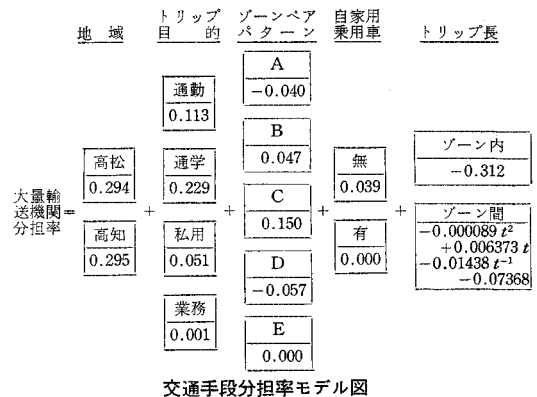 地 域
トリップ
目 的
ゾーンペア
パターン
自家用
乗用車
トリップ長
大量輸
送機関
分担率
=
高松
0.294
高知
0.295
+
通勤
0.113
通学
0.229
私用
0.051
業務
0.001
+
A
-0.040
B
0.047
C
0.150
D
-0.057
E
0.000
+
無
0.039
有
0.000
+
ゾーン内
-0.312
ゾーン間
-0.000089 t²
+0.006373 t
-0.01438 t⁻¹
-0.07368
交通手段分担率モデル図